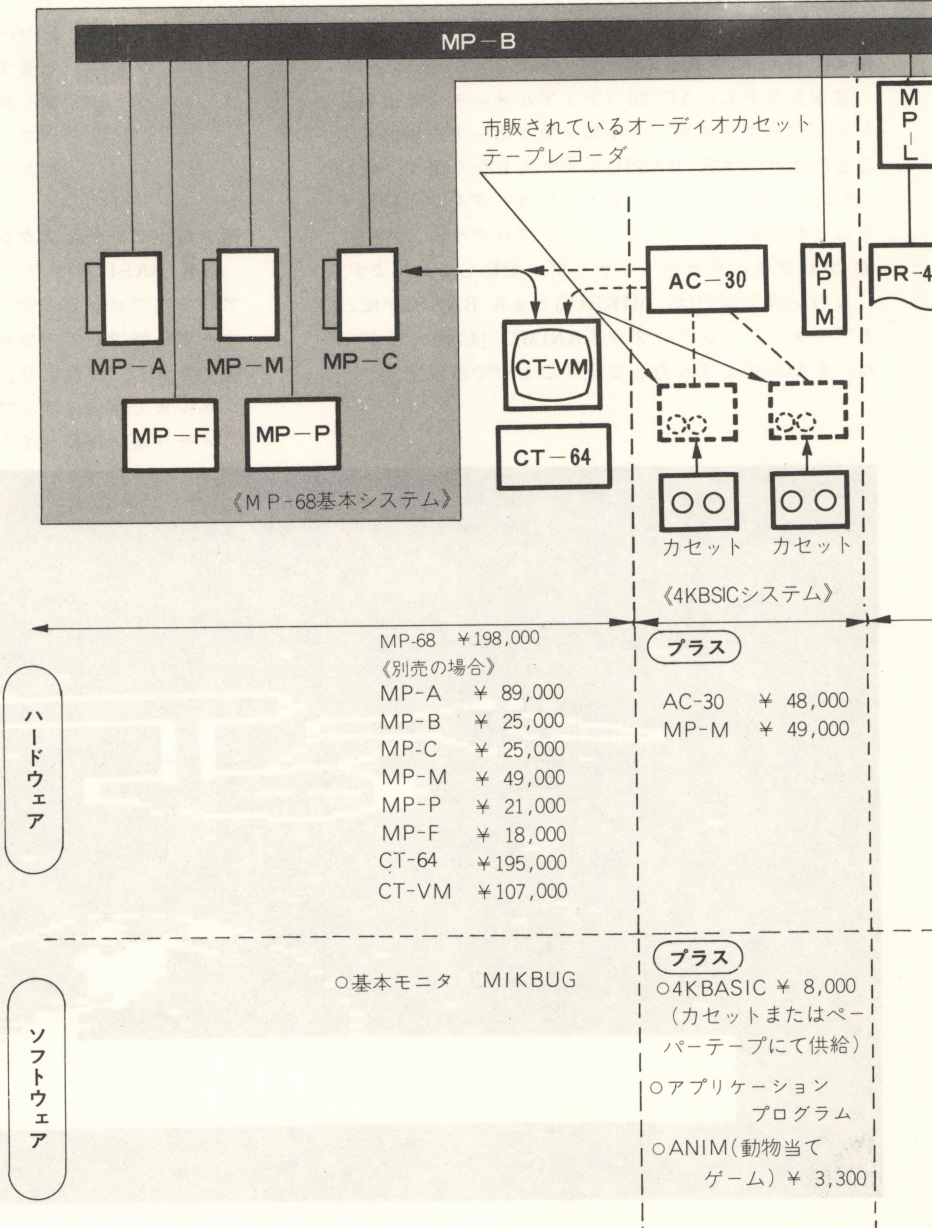 MP-B
市販されているオーディオカセット
テープレコーダ
MP-L
MP-A
MP-M
MP-C
AC-30
MP-M
PR-4
CT-VM
MP-F
MP-P
CT-64
《MP-68基本システム》
カセット
カセット
《4KBSICシステム》
ハードウェア
MP-68 ¥198,000
《別売の場合》
MP-A ¥ 89,000
MP-B ¥ 25,000
MP-C ¥ 25,000
MP-M ¥ 49,000
MP-P ¥ 21,000
MP-F ¥ 18,000
CT-64 ¥195,000
CT-VM ¥107,000
プラス
AC-30 ¥ 48,000
MP-M ¥ 49,000
ソフトウェア
○基本モニタ MIKBUG
プラス
○4KBASIC ¥ 8,000
(カセットまたはペー
パーテープにて供給)
○アプリケーション
プログラム
○ANIM(動物当て
ゲーム) ¥ 3,300